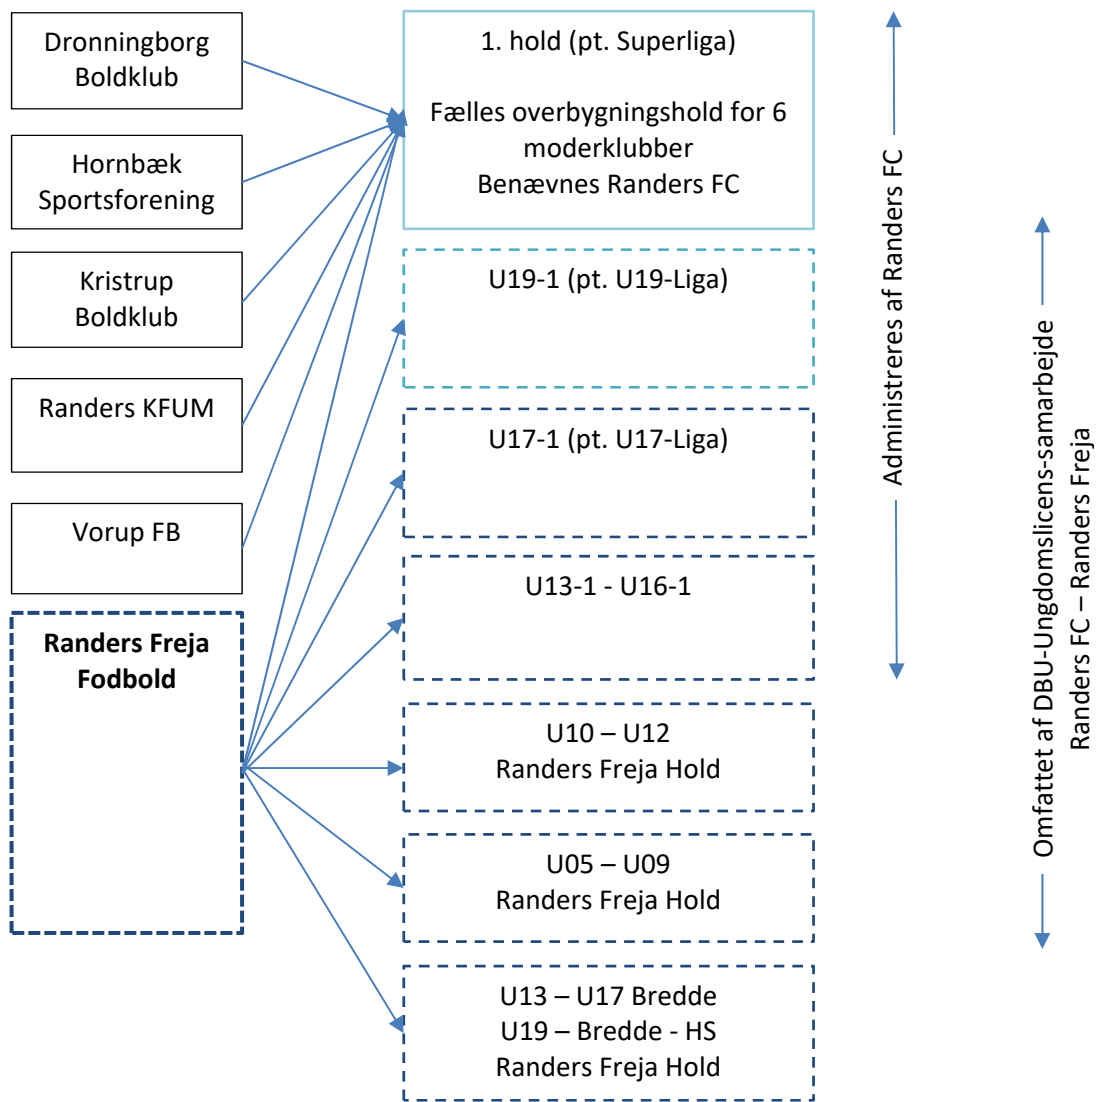 Dronningborg
Boldklub
Hornbæk
Sportsforening
Kristrup
Boldklub
Randers KFUM
Vorup FB
Randers Freja
Fodbold
1. hold (pt. Superliga)
Fælles overbygningshold for 6
moderklubber
Benævnes Randers FC
U19-1 (pt. U19-Liga)
U17-1 (pt. U17-Liga)
U13-1 - U16-1
U10 – U12
Randers Freja Hold
U05 – U09
Randers Freja Hold
U13 – U17 Bredde
U19 – Bredde - HS
Randers Freja Hold
Administreres af Randers FC
Omfattet af DBU-Ungdomslicens-samarbejde
Randers FC – Randers Freja